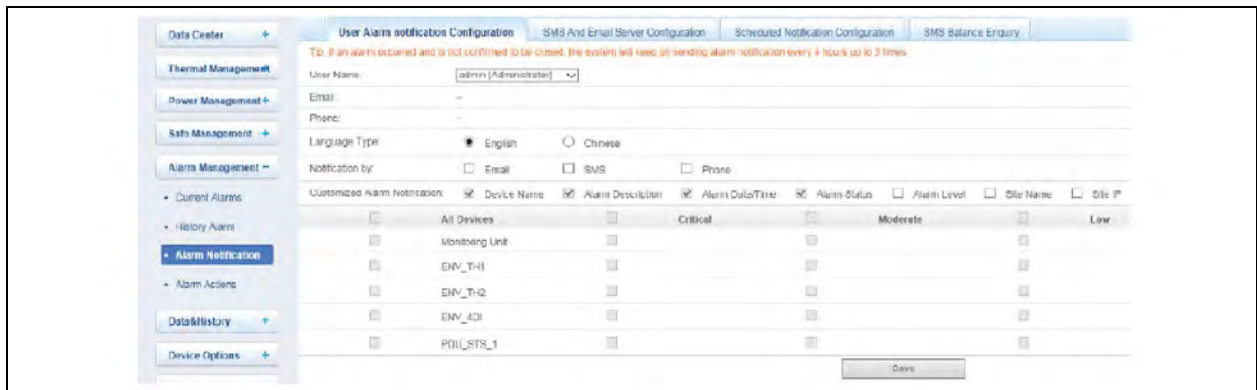 Data Center +
Thermal Management
Power Management +
Safe Management +
Alarm Management −
Current Alarms
History Alarm
Alarm Notification
Alarm Actions
Data&History +
Device Options +
User Alarm notification Configuration
SMS And Email Server Configuration
Scheduled Notification Configuration
SMS Balance Enquiry
Tip: If an alarm occurred and is not confirmed to be closed, the system will keep on sending alarm notification every 4 hours up to 3 times.
User Name: admin [Administrator]
Email: --
Phone: --
Language Type: English Chinese
Notification by: Email SMS Phone
Customized Alarm Notification: Device Name Alarm Description Alarm Date/Time Alarm Status Alarm Level Site Name Site IP
All Devices Critical Moderate Low
Monitoring Unit
ENV_TH1
ENV_TH2
ENV_4DI
PDU_STS_1
Save